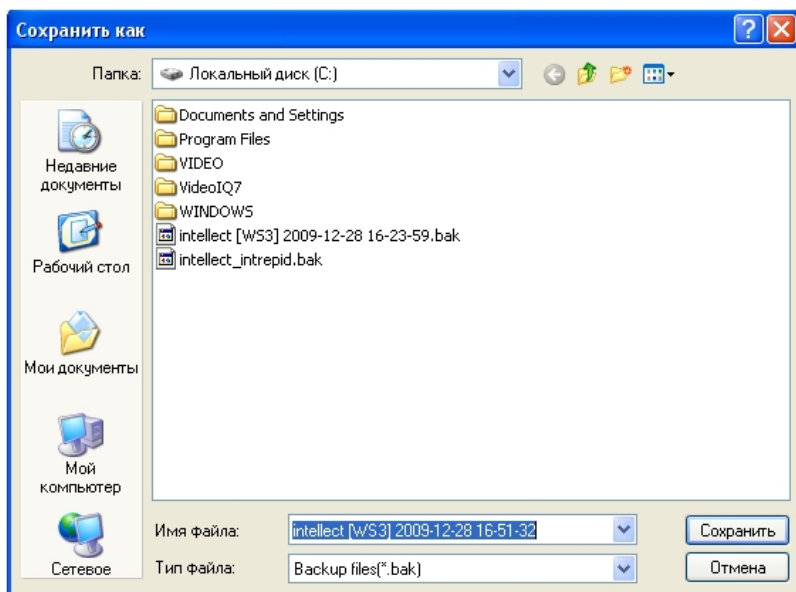 Сохранить как
Папка: Локальный диск (C:)
Недавние
документы
Рабочий стол
Мои документы
Мой
компьютер
Сетевое
Documents and Settings
Program Files
VIDEO
VideoIQ7
WINDOWS
intellect [WS3] 2009-12-28 16-23-59.bak
intellect_intrepid.bak
Имя файла: intellect [WS3] 2009-12-28 16-51-32 Сохранить
Тип файла: Backup files(*.bak) Отмена